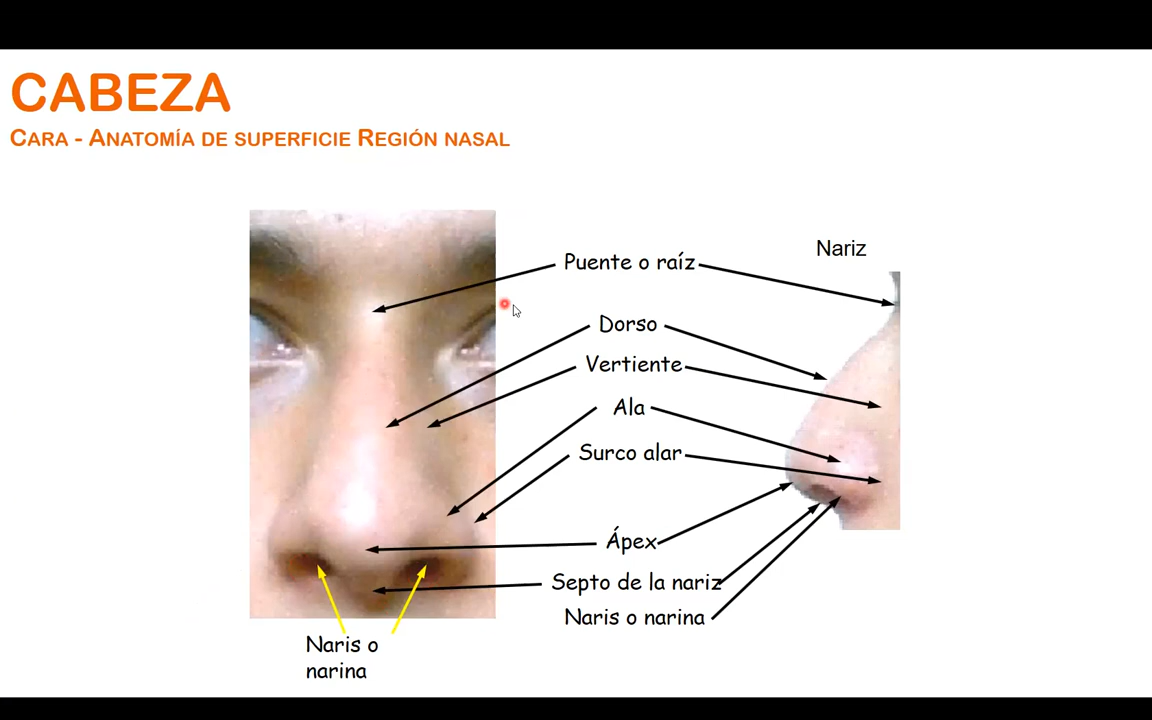 CABEZA
CARA - ANATOMÍA DE SUPERFICIE REGIÓN NASAL
Nariz
Puente o raíz
Dorso
Vertiente
Ala
Surco alar
Ápex
Septo de la nariz
Naris o narina
Naris o
narina